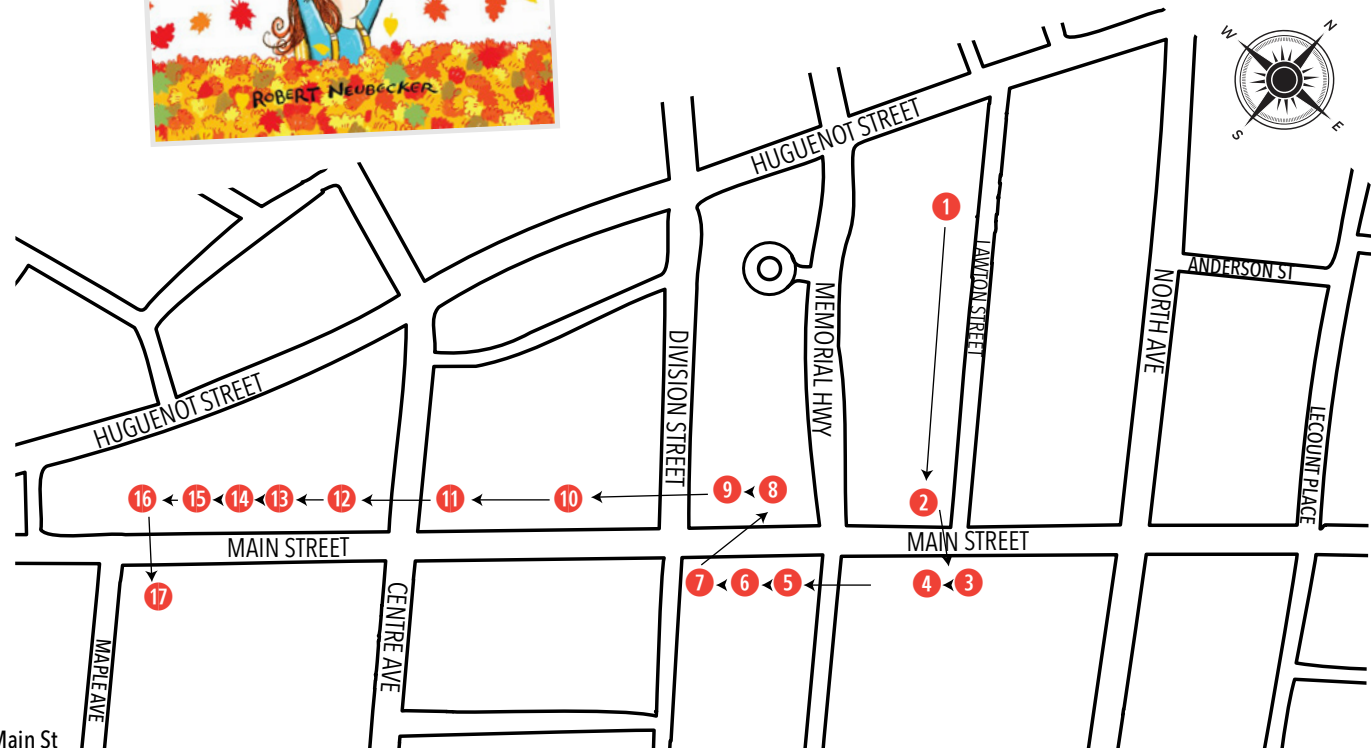 ROBERT NEUBECKER
W
N
S
E
HUGUENOT STREET
1
LAWTON STREET
ANDERSON ST
NORTH AVE
MEMORIAL HWY
DIVISION STREET
HUGUENOT STREET
LECOUNT PLACE
16 15 14 13 12 11 10 9 8
2
MAIN STREET
MAIN STREET
17
7 6 5 4 3
CENTRE AVE
MAPLE AVE
Main St